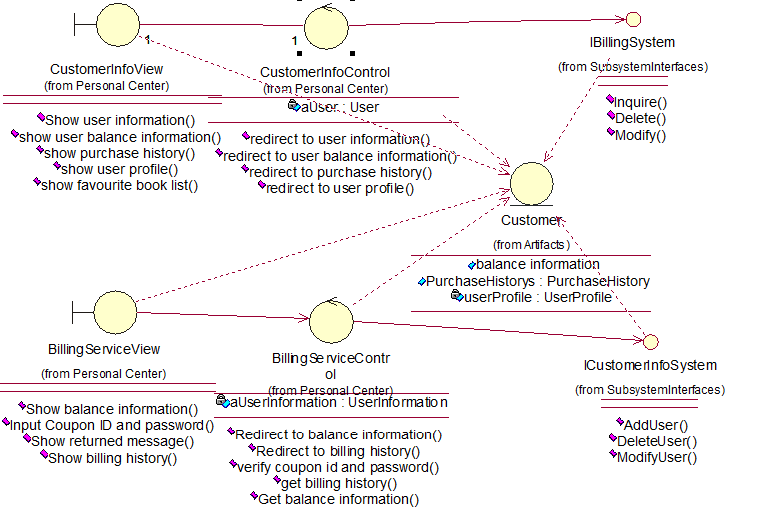 1
1
CustomerInfoView
(from Personal Center)
Show user information()
show user balance information()
show purchase history()
show user profile()
show favourite book list()
CustomerInfoControl
(from Personal Center)
aUser : User
redirect to user information()
redirect to user balance information()
redirect to purchase history()
redirect to user profile()
IBillingSystem
(from SubsystemInterfaces)
Inquire()
Delete()
Modify()
Customer
(from Artifacts)
balance information
PurchaseHistorys : PurchaseHistory
userProfile : UserProfile
BillingServiceView
(from Personal Center)
Show balance information()
Input Coupon ID and password()
Show returned message()
Show billing history()
BillingServiceContr
ol
(from Personal Center)
aUserInformation : UserInformation
Redirect to balance information()
Redirect to billing history()
verify coupon id and password()
get billing history()
Get balance information()
ICustomerInfoSystem
(from SubsystemInterfaces)
AddUser()
DeleteUser()
ModifyUser()